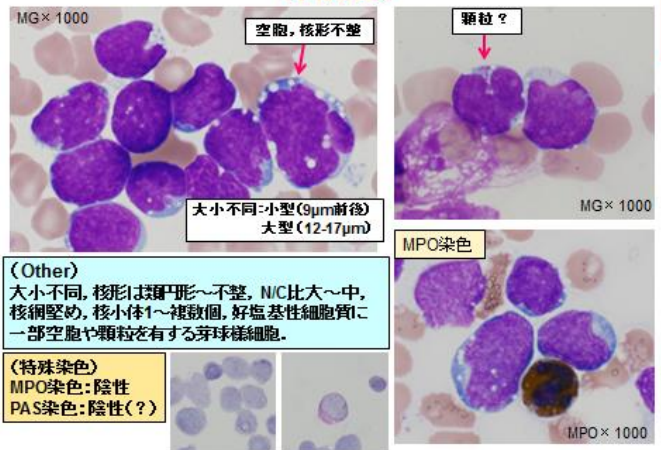 MG× 1000
空胞，核形不整
顆粒？
大小不同：小型(9μm前後)
大型(12-17μm)
MG× 1000
MPO染色
（Other）
大小不同，核形は類円形～不整，N/C比大～中，
核網堅め，核小体1～複数個，好塩基性細胞質に
一部空胞や顆粒を有する芽球様細胞．
（特殊染色）
MPO染色：陰性
PAS染色：陰性(？)
MPO× 1000